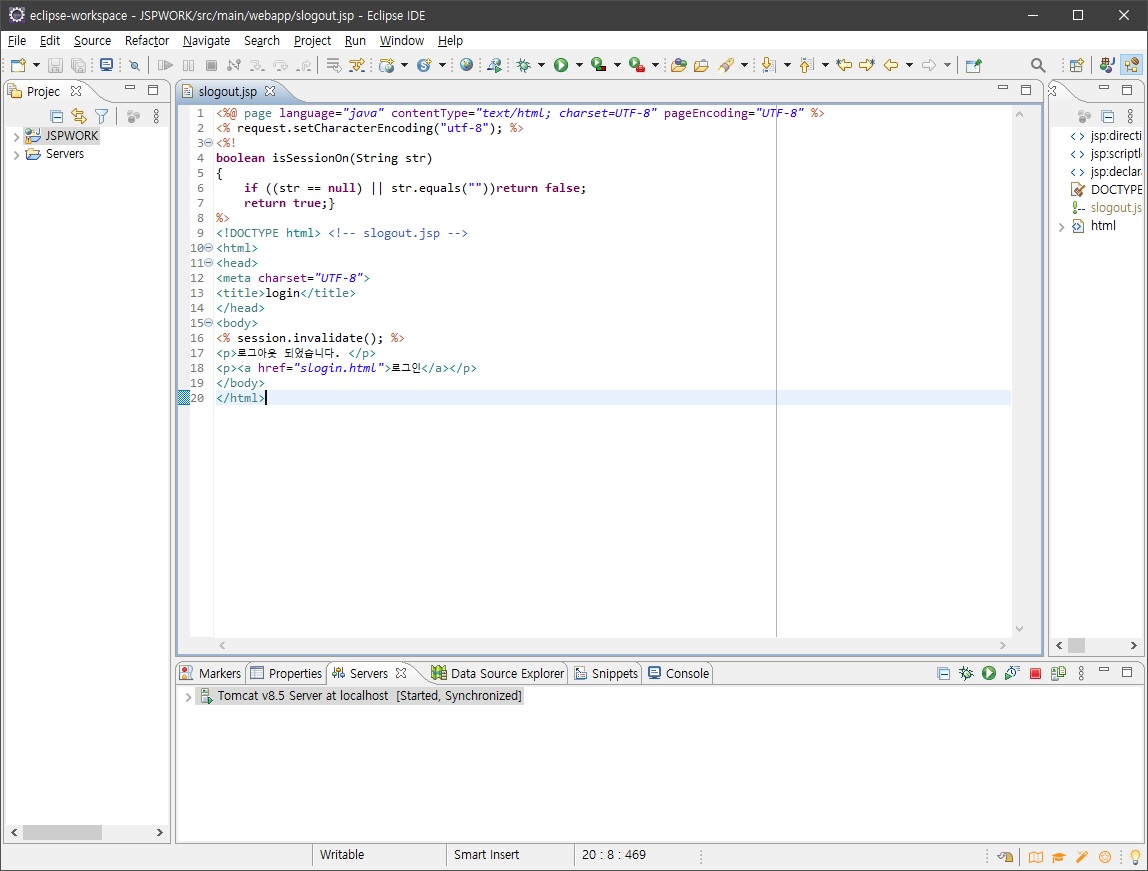 eclipse-workspace - JSPWORK/src/main/webapp/slogout.jsp - Eclipse IDE
File Edit Source Refactor Navigate Search Project Run Window Help
Projec
slogout.jsp
JSPWORK
Servers
1 <%@ page language="java" contentType="text/html; charset=UTF-8" pageEncoding="UTF-8" %>
2 <% request.setCharacterEncoding("utf-8"); %>
3 <%!
4 boolean isSessionOn(String str)
5 {
6 if ((str == null) || str.equals(""))return false;
7 return true;}
8 %>
9 <!DOCTYPE html> <!-- slogout.jsp -->
10 <html>
11 <head>
12 <meta charset="UTF-8">
13 <title>login</title>
14 </head>
15 <body>
16 <% session.invalidate(); %>
17 <p>로그아웃 되었습니다. </p>
18 <p><a href="slogin.html">로그인</a></p>
19 </body>
20 </html>
jsp:directi
jsp:scriptl
jsp:declar
DOCTYPE
slogout.js
html
Markers Properties Servers Data Source Explorer Snippets Console
Tomcat v8.5 Server at localhost [Started, Synchronized]
Writable Smart Insert 20 : 8 : 469